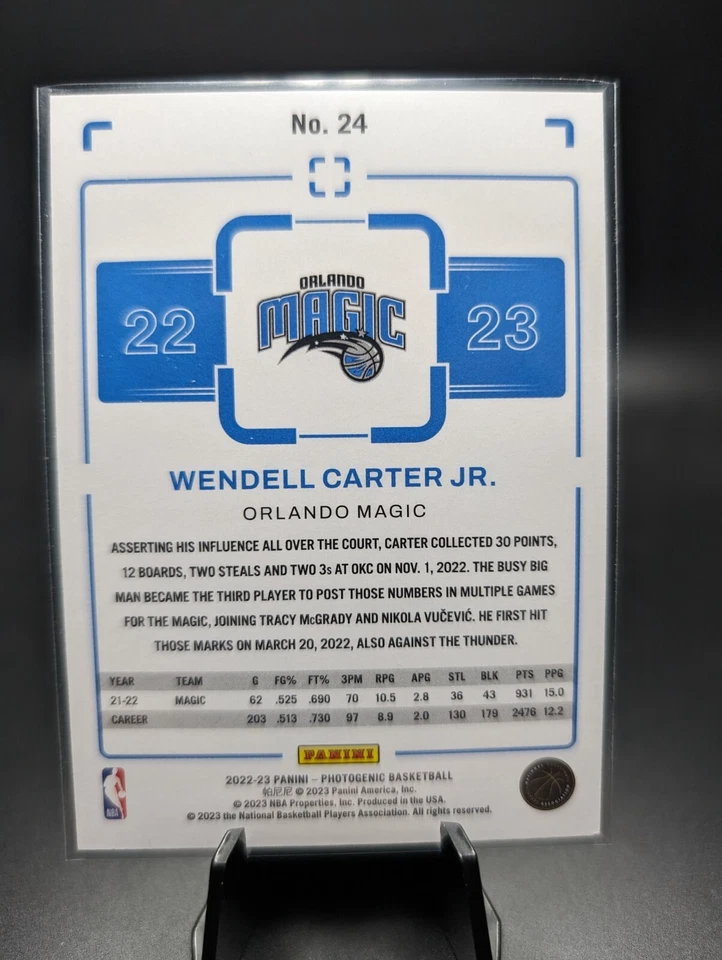 No. 24
22
ORLANDO
MAGIC
23
WENDELL CARTER JR.
ORLANDO MAGIC
ASSERTING HIS INFLUENCE ALL OVER THE COURT, CARTER COLLECTED 30 POINTS,
12 BOARDS, TWO STEALS AND TWO 3s AT OKC ON NOV. 1, 2022. THE BUSY BIG
MAN BECAME THE THIRD PLAYER TO POST THOSE NUMBERS IN MULTIPLE GAMES
FOR THE MAGIC, JOINING TRACY McGRADY AND NIKOLA VUČEVIĆ. HE FIRST HIT
THOSE MARKS ON MARCH 20, 2022, ALSO AGAINST THE THUNDER.
YEAR TEAM G FG% FT% 3PM RPG APG STL BLK PTS PPG
21-22 MAGIC 62 .525 .690 70 10.5 2.8 36 43 931 15.0
CAREER 203 .513 .730 97 8.9 2.0 130 179 2476 12.2
PANINI
2022-23 PANINI – PHOTOGENIC BASKETBALL
帕尼尼 © 2023 Panini America, Inc.
© 2023 NBA Properties, Inc. Produced in the USA.
© 2023 the National Basketball Players Association. All rights reserved.
NBA